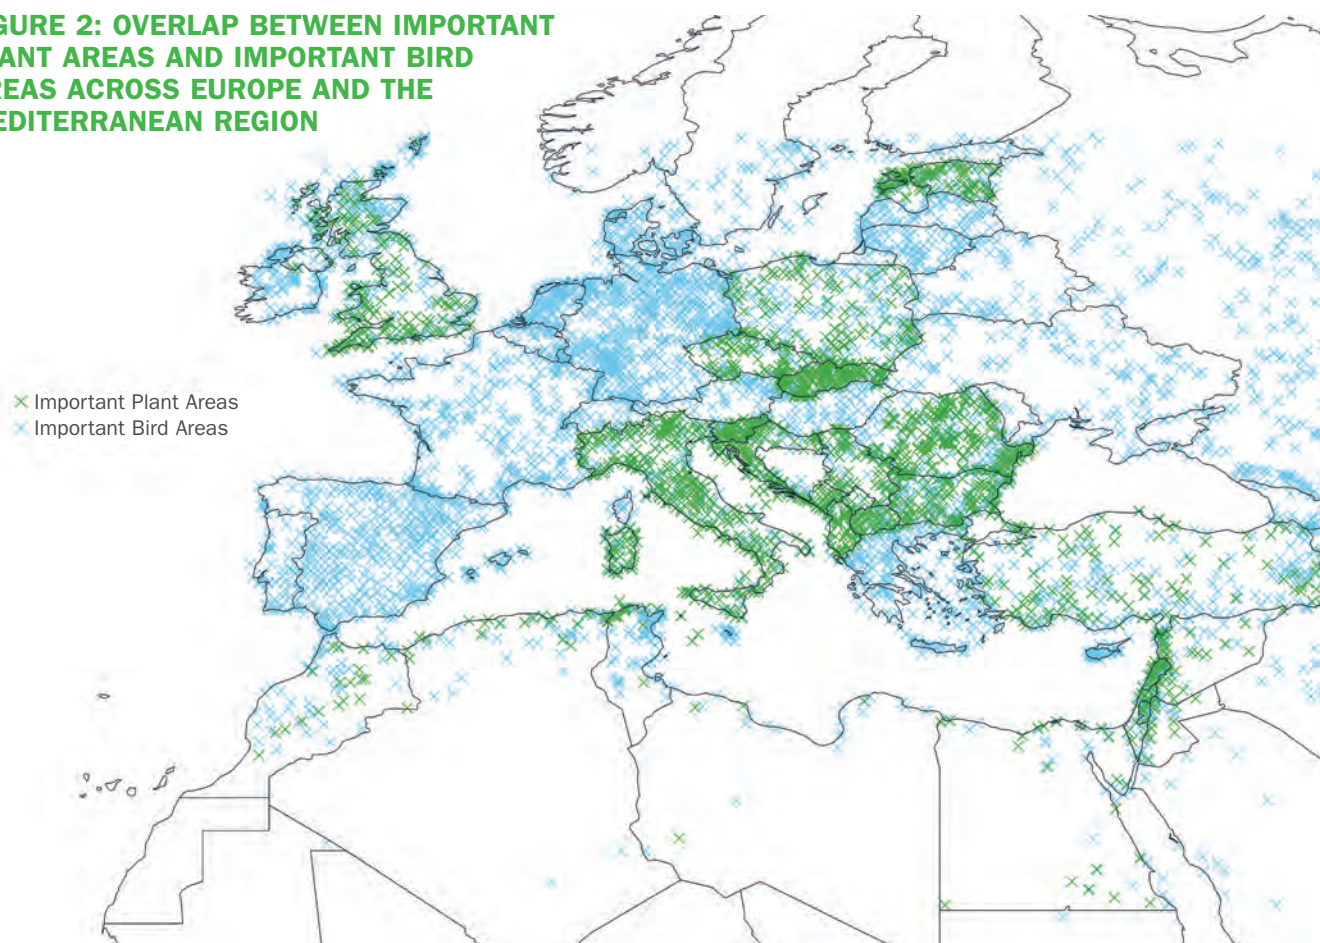 GURE 2: OVERLAP BETWEEN IMPORTANT
ANT AREAS AND IMPORTANT BIRD
REAS ACROSS EUROPE AND THE
EDITERRANEAN REGION
Important Plant Areas
Important Bird Areas